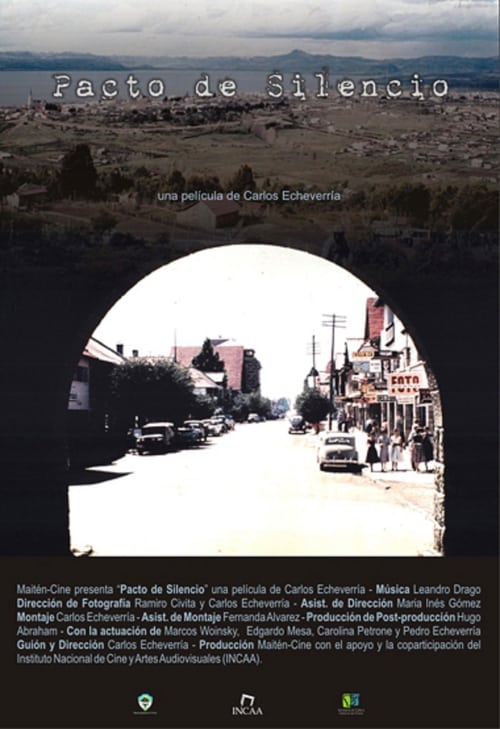 Pacto de Silencio
una película de Carlos Echeverría
FOTO
Maitén-Cine presenta “Pacto de Silencio” una película de Carlos Echeverría - Música Leandro Drago
Dirección de Fotografía Ramiro Civita y Carlos Echeverría - Asist. de Dirección Maria Inés Gómez
Montaje Carlos Echeverría - Asist. de Montaje Fernanda Alvarez - Producción de Post-producción Hugo
Abraham - Con la actuación de Marcos Woinsky, Edgardo Mesa, Carolina Petrone y Pedro Echeverría
Guión y Dirección Carlos Echeverría - Producción Maitén-Cine con el apoyo y la coparticipación del
Instituto Nacional de Cine y Artes Audiovisuales (INCAA).
INCAA